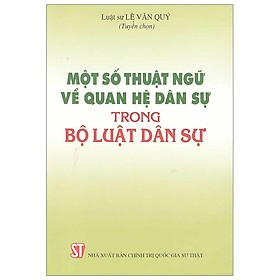 Luật sư LÊ VĂN QUÝ
(Tuyển chọn)
MỘT SỐ THUẬT NGỮ
VỀ QUAN HỆ DÂN SỰ
TRONG
BỘ LUẬT DÂN SỰ
ST
NHÀ XUẤT BẢN CHÍNH TRỊ QUỐC GIA SỰ THẬT